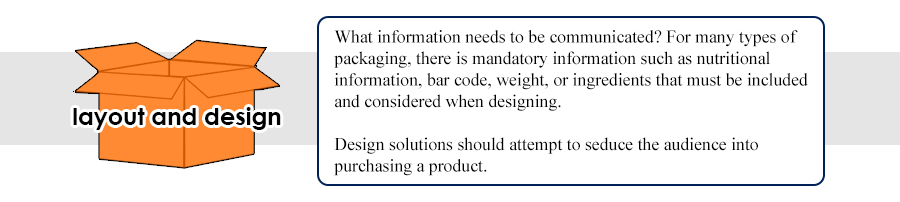 layout and design
What information needs to be communicated? For many types of
packaging, there is mandatory information such as nutritional
information, bar code, weight, or ingredients that must be included
and considered when designing.
Design solutions should attempt to seduce the audience into
purchasing a product.